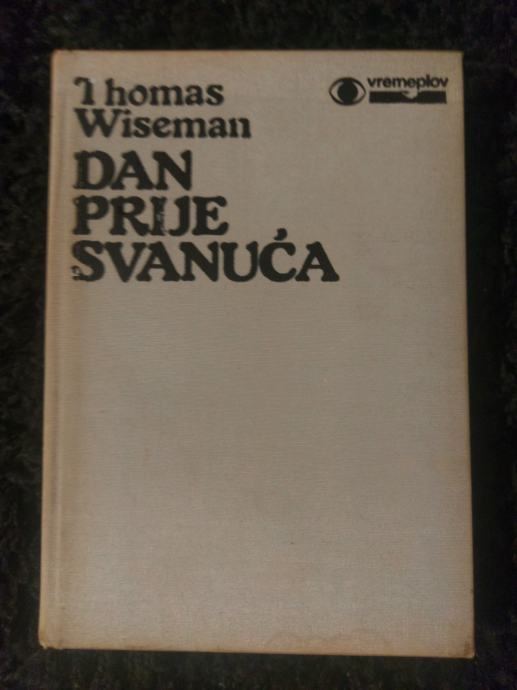 Thomas
Wiseman
DAN
PRIJE
SVANUĆA
vremeplov